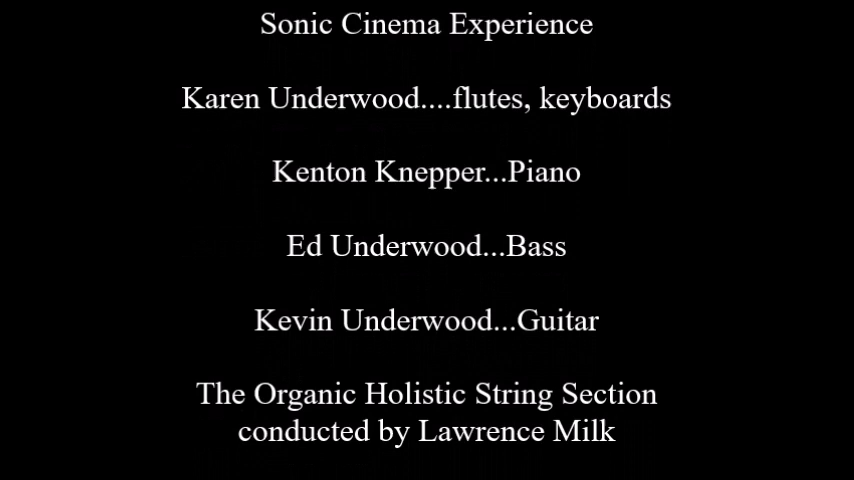 Sonic Cinema Experience
Karen Underwood....flutes, keyboards
Kenton Knepper...Piano
Ed Underwood...Bass
Kevin Underwood...Guitar
The Organic Holistic String Section
conducted by Lawrence Milk